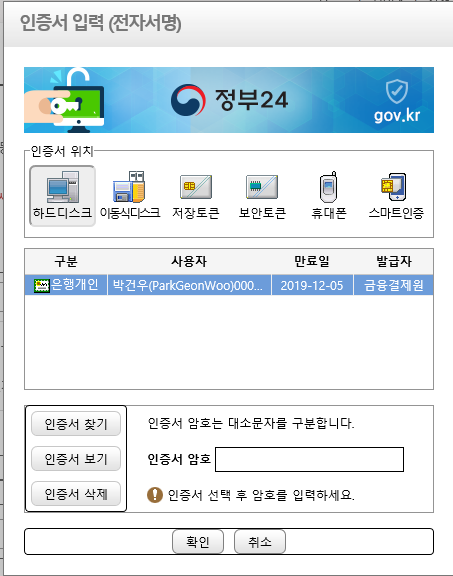 인증서 입력 (전자서명)
정부24
gov.kr
인증서 위치
하드디스크 이동식디스크 저장토큰 보안토큰 휴대폰 스마트인증
구분 사용자 만료일 발급자
은행개인 박건우(ParkGeonWoo)000... 2019-12-05 금융결제원
인증서 찾기 인증서 암호는 대소문자를 구분합니다.
인증서 보기 인증서 암호
인증서 삭제 인증서 선택 후 암호를 입력하세요.
확인 취소